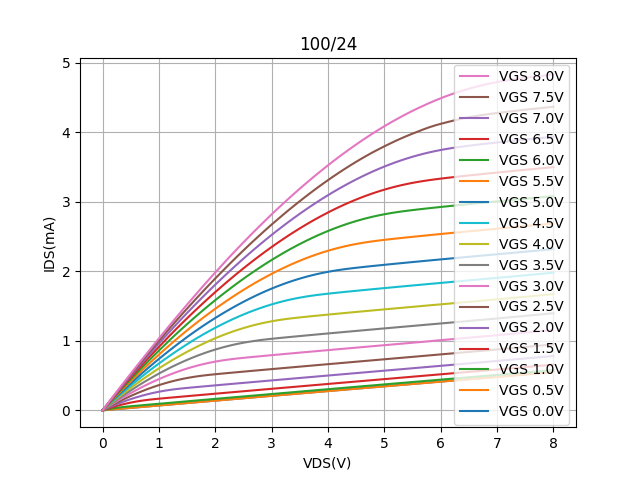 100/24
IDS(mA)
5
4
3
2
1
0
0 1 2 3 4 5 6 7 8
VDS(V)
VGS 8.0V
VGS 7.5V
VGS 7.0V
VGS 6.5V
VGS 6.0V
VGS 5.5V
VGS 5.0V
VGS 4.5V
VGS 4.0V
VGS 3.5V
VGS 3.0V
VGS 2.5V
VGS 2.0V
VGS 1.5V
VGS 1.0V
VGS 0.5V
VGS 0.0V